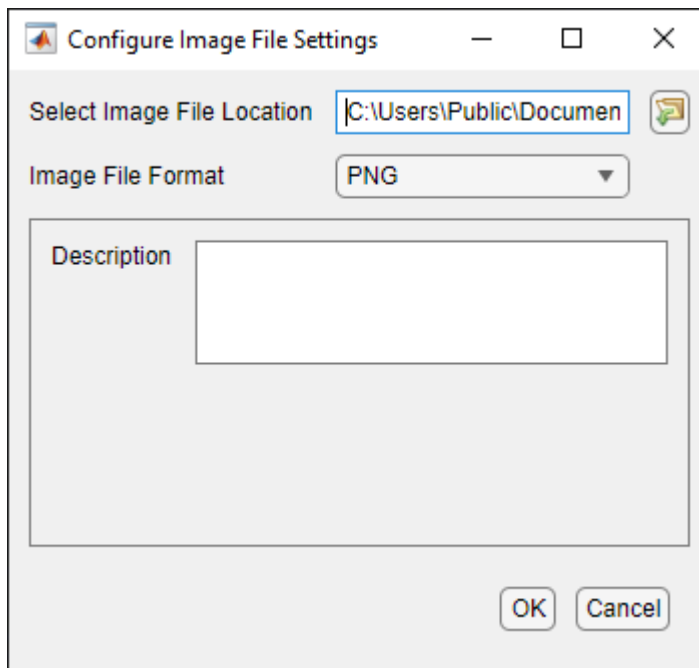 Configure Image File Settings
Select Image File Location C:\Users\Public\Documen
Image File Format PNG
Description
OK Cancel